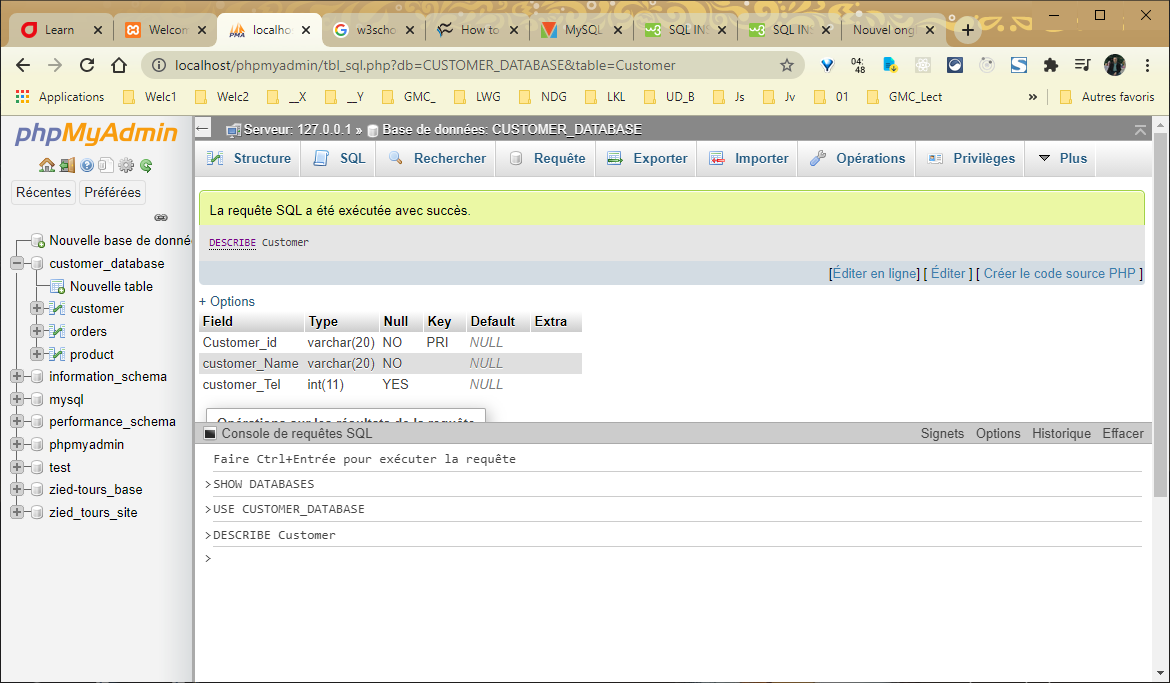 Learn
Welcom
localho
w3scho
How to
MySQL
SQL INS
SQL INS
Nouvel ongl
localhost/phpmyadmin/tbl_sql.php?db=CUSTOMER_DATABASE&table=Customer
04:
48
Applications
Welc1
Welc2
__X
__Y
GMC_
LWG
NDG
LKL
UD_B
Js
Jv
01
GMC_Lect
»
Autres favoris
phpMyAdmin
Récentes
Préférées
Nouvelle base de donné
customer_database
Nouvelle table
customer
orders
product
information_schema
mysql
performance_schema
phpmyadmin
test
zied-tours_base
zied_tours_site
Serveur: 127.0.0.1 » Base de données: CUSTOMER_DATABASE
Structure
SQL
Rechercher
Requête
Exporter
Importer
Opérations
Privilèges
Plus
La requête SQL a été exécutée avec succès.
DESCRIBE Customer
[Éditer en ligne] [ Éditer ] [ Créer le code source PHP ]
+ Options
Field Type Null Key Default Extra
Customer_id varchar(20) NO PRI NULL
customer_Name varchar(20) NO NULL
customer_Tel int(11) YES NULL
Opérations sur les résultats de la requête
Console de requêtes SQL
Signets Options Historique Effacer
Faire Ctrl+Entrée pour exécuter la requête
>SHOW DATABASES
>USE CUSTOMER_DATABASE
>DESCRIBE Customer
>